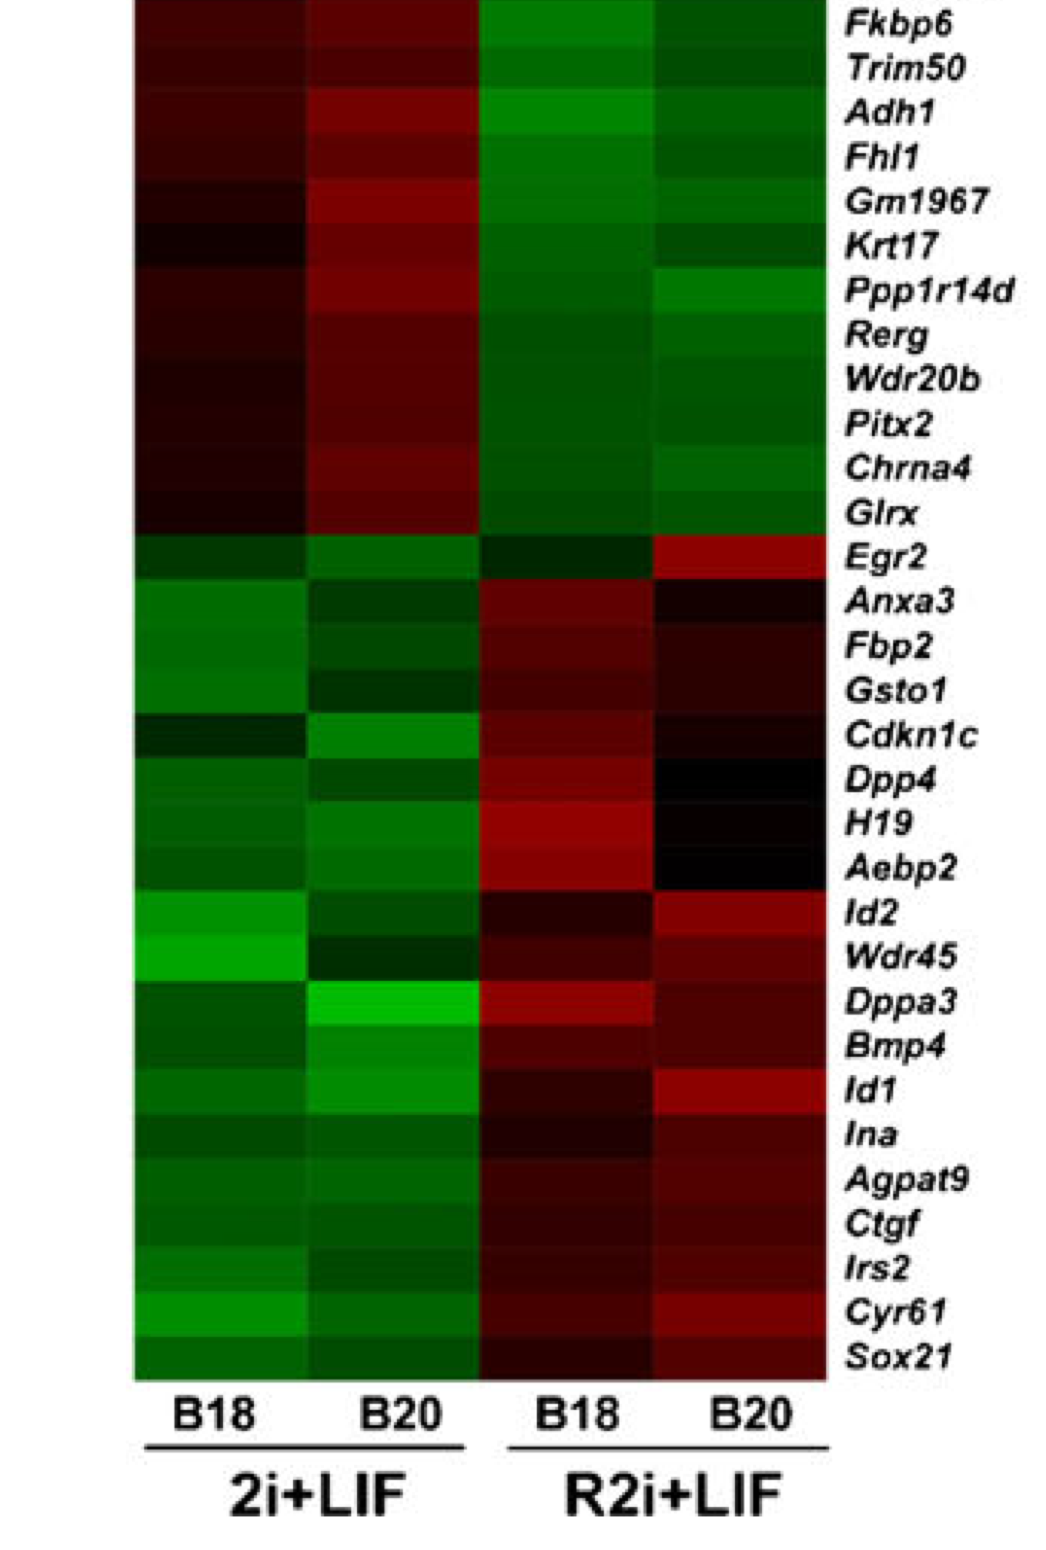 Fkbp6
Trim50
Adh1
Fhl1
Gm1967
Krt17
Ppp1r14d
Rerg
Wdr20b
Pitx2
Chrna4
Glrx
Egr2
Anxa3
Fbp2
Gsto1
Cdkn1c
Dpp4
H19
Aebp2
Id2
Wdr45
Dppa3
Bmp4
Id1
Ina
Agpat9
Ctgf
Irs2
Cyr61
Sox21
B18 B20 B18 B20
2i+LIF R2i+LIF